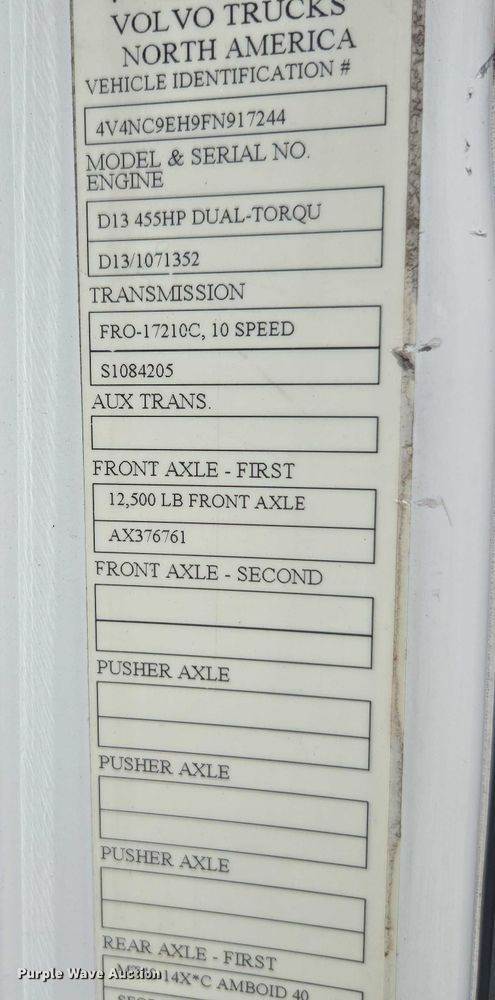 VOLVO TRUCKS
NORTH AMERICA
VEHICLE IDENTIFICATION #
4V4NC9EH9FN917244
MODEL & SERIAL NO.
ENGINE
D13 455HP DUAL-TORQU
D13/1071352
TRANSMISSION
FRO-17210C, 10 SPEED
S1084205
AUX TRANS.
FRONT AXLE - FIRST
12,500 LB FRONT AXLE
AX376761
FRONT AXLE - SECOND
PUSHER AXLE
PUSHER AXLE
PUSHER AXLE
REAR AXLE - FIRST
14X*C AMBOID 40
Purple Wave Auction